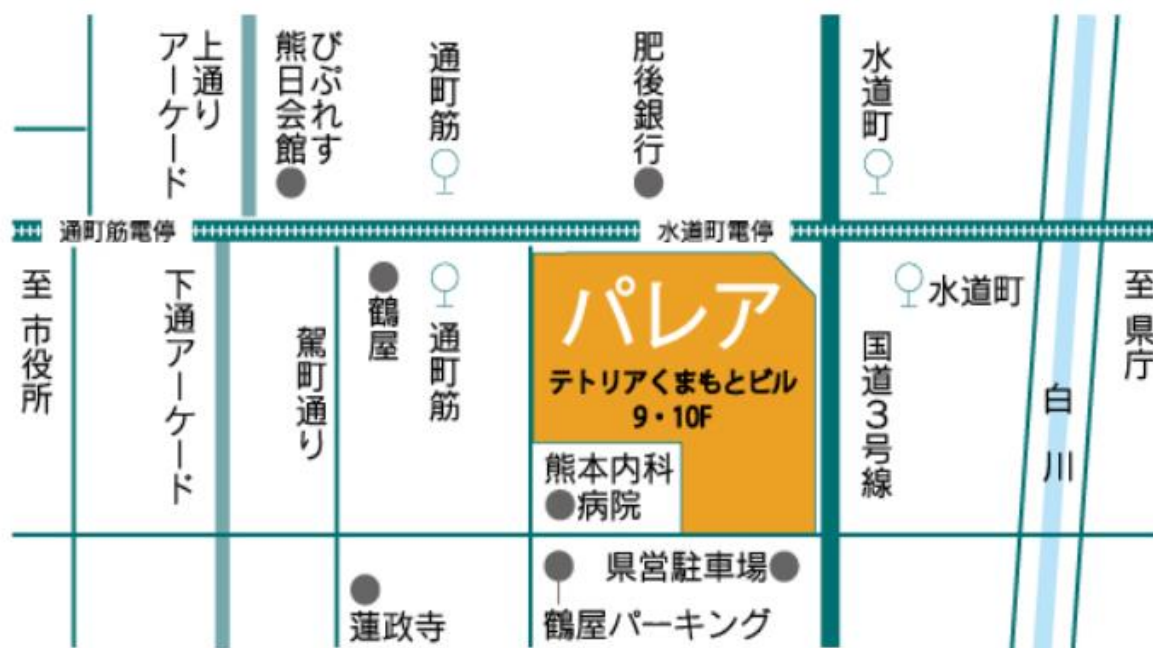 上通り
アーケード
びぷれす
熊日会館
通町筋
肥後銀行
水道町
通町筋電停
水道町電停
至 市役所
下通アーケード
駕町通り
鶴屋
通町筋
パレア
テトリアくまもとビル
9・10F
熊本内科
病院
国道3号線
水道町
白川
至 県庁
蓮政寺
鶴屋パーキング
県営駐車場